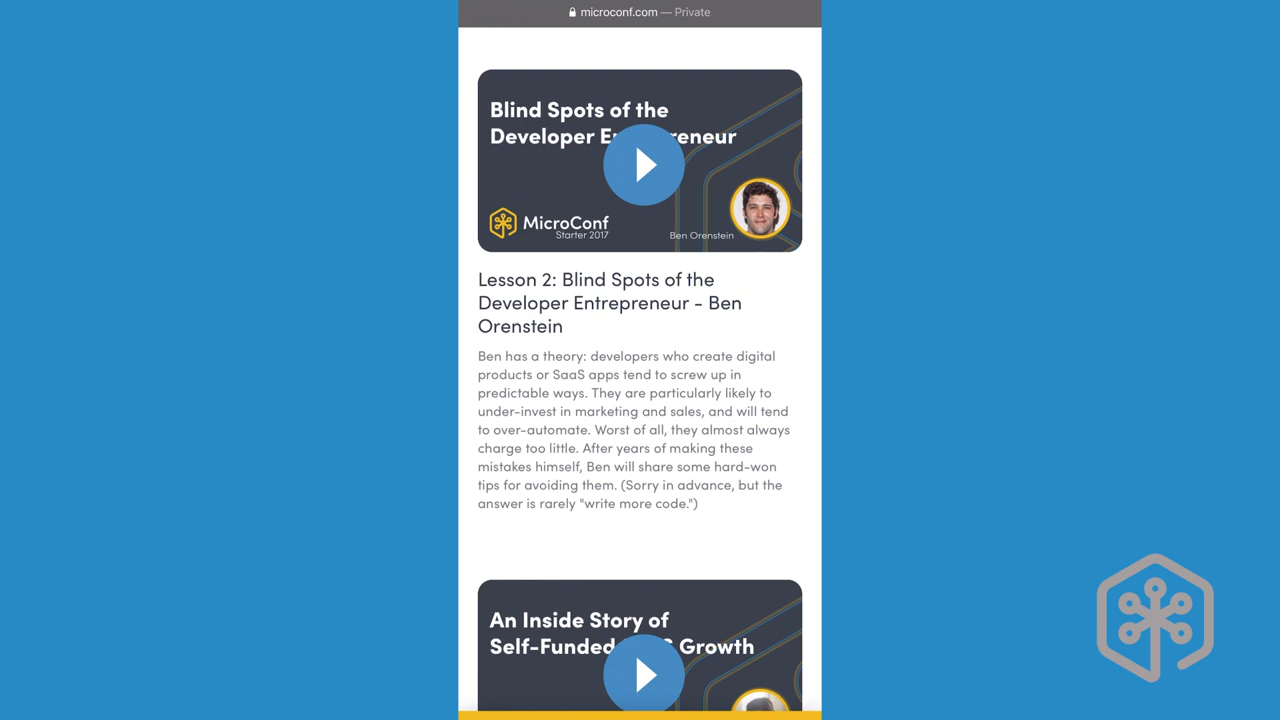 microconf.com — Private
Blind Spots of the
Developer E reneur
MicroConf
Starter 2017
Ben Orenstein
Lesson 2: Blind Spots of the
Developer Entrepreneur - Ben
Orenstein
Ben has a theory: developers who create digital
products or SaaS apps tend to screw up in
predictable ways. They are particularly likely to
under-invest in marketing and sales, and will tend
to over-automate. Worst of all, they almost always
charge too little. After years of making these
mistakes himself, Ben will share some hard-won
tips for avoiding them. (Sorry in advance, but the
answer is rarely "write more code.")
An Inside Story of
Self-Funded Growth